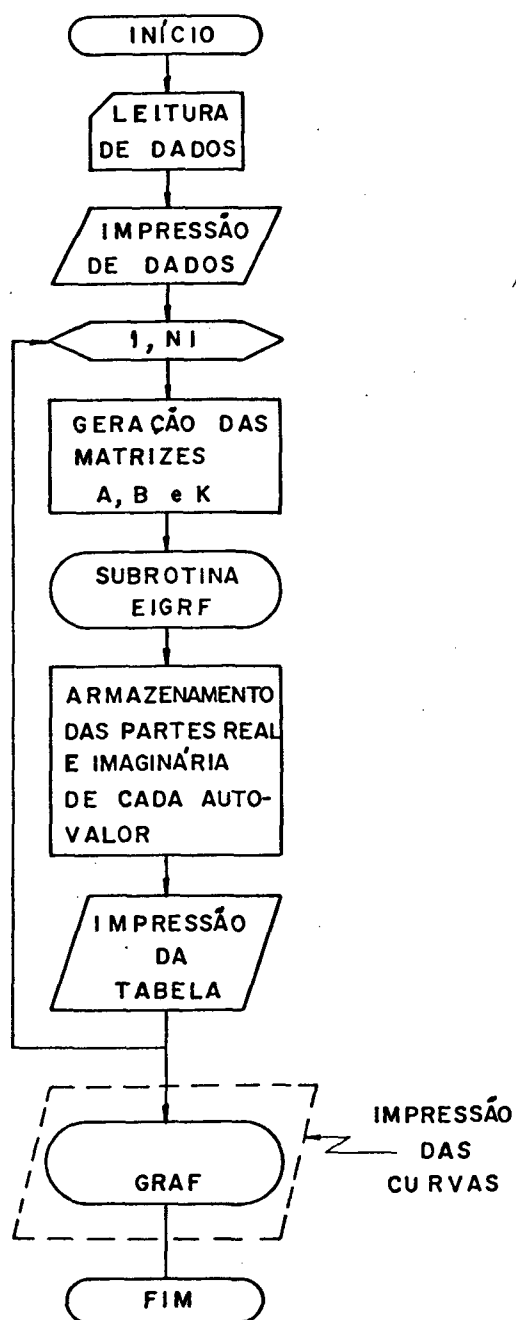 INÍCIO
LEITURA
DE DADOS
IMPRESSÃO
DE DADOS
1, NI
GERAÇÃO DAS
MATRIZES
A, B e K
SUBROTINA
EIGRF
ARMAZENAMENTO
DAS PARTES REAL
E IMAGINÁRIA
DE CADA AUTO-
VALOR
IMPRESSÃO
DA
TABELA
GRAF
IMPRESSÃO
DAS
CURVAS
FIM